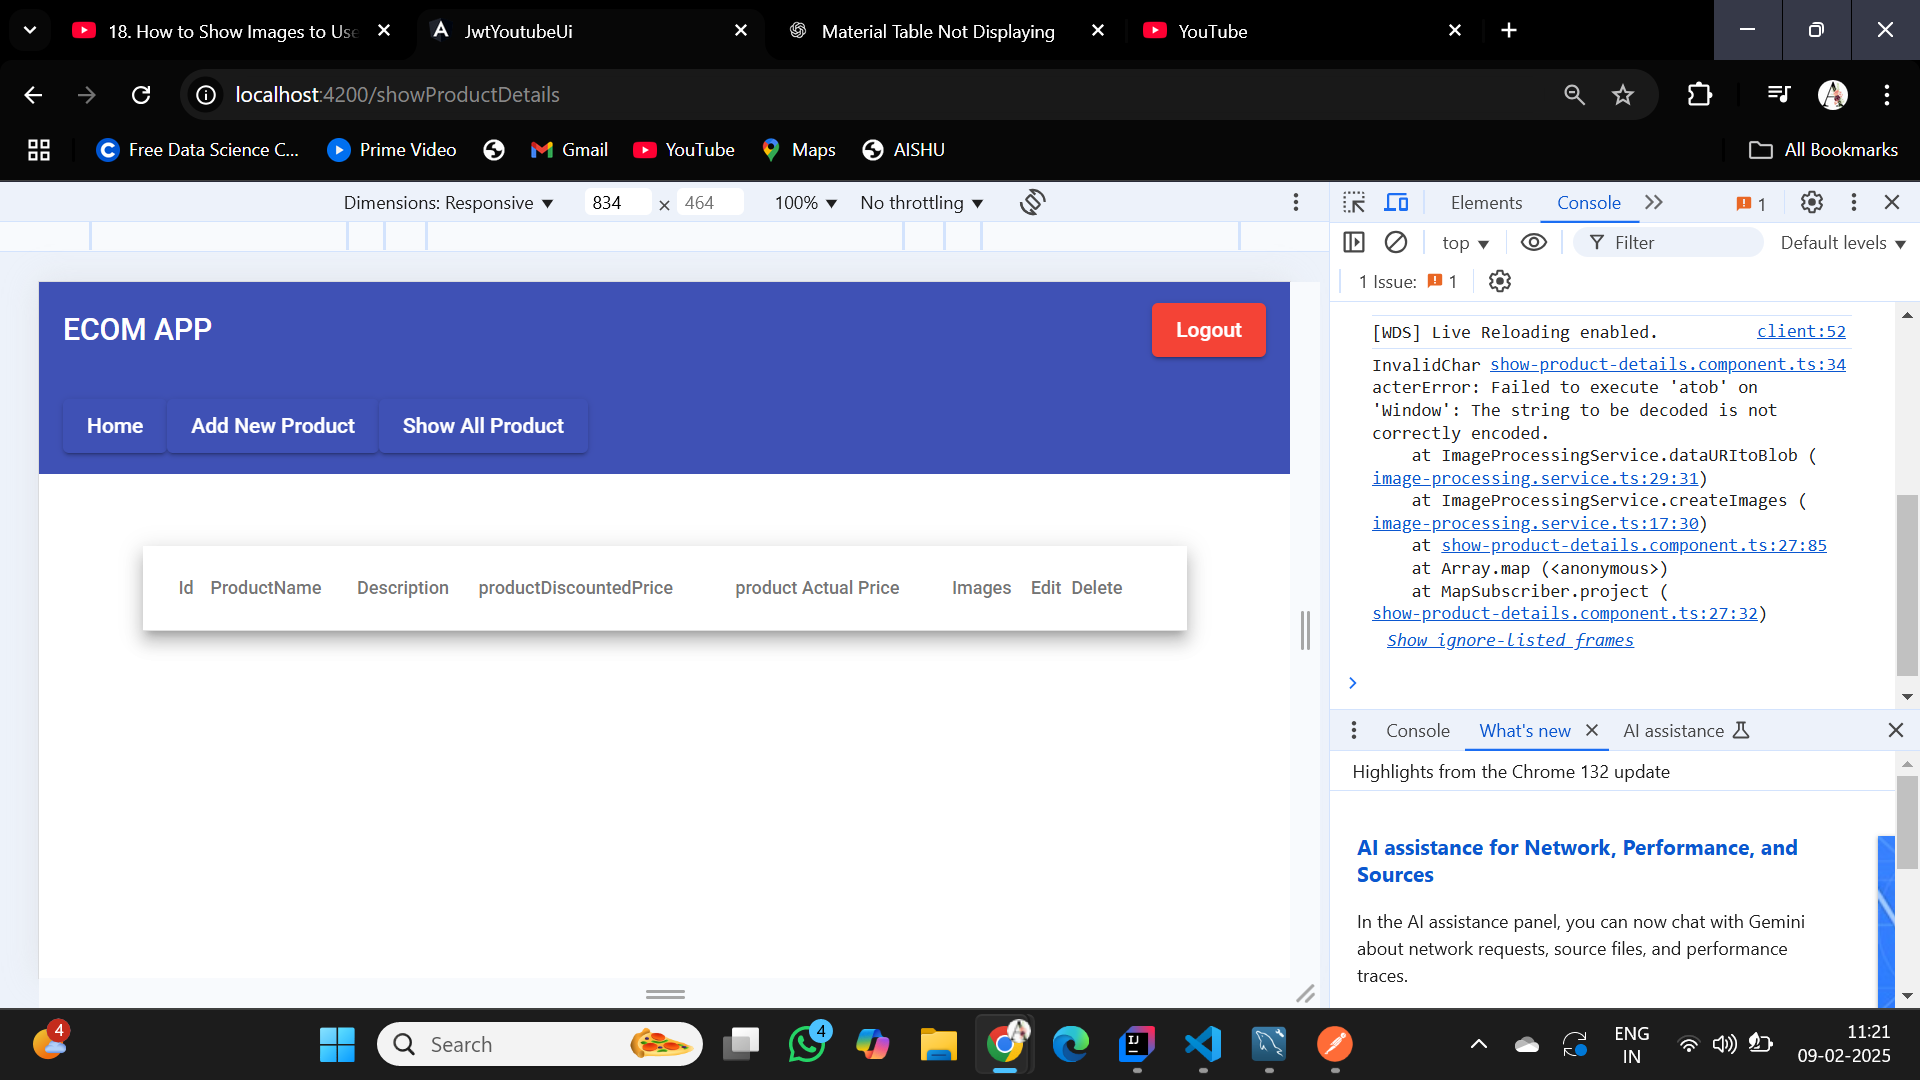 18. How to Show Images to Use
JwtYoutubeUi
Material Table Not Displaying
YouTube
localhost:4200/showProductDetails
Free Data Science C...
Prime Video
Gmail
YouTube
Maps
AISHU
All Bookmarks
Dimensions: Responsive
834 × 464
100%
No throttling
Elements
Console
1
top
Filter
Default levels
1 Issue: 1
ECOM APP
Logout
Home
Add New Product
Show All Product
Id ProductName Description productDiscountedPrice product Actual Price Images Edit Delete
[WDS] Live Reloading enabled. client:52
InvalidChar show-product-details.component.ts:34
acterError: Failed to execute 'atob' on
'Window': The string to be decoded is not
correctly encoded.
at ImageProcessingService.dataURItoBlob (
image-processing.service.ts:29:31)
at ImageProcessingService.createImages (
image-processing.service.ts:17:30)
at show-product-details.component.ts:27:85
at Array.map (<anonymous>)
at MapSubscriber.project (
show-product-details.component.ts:27:32)
Show ignore-listed frames
Console
What's new
AI assistance
Highlights from the Chrome 132 update
AI assistance for Network, Performance, and
Sources
In the AI assistance panel, you can now chat with Gemini
about network requests, source files, and performance
traces.
4
Search
4
ENG
IN
11:21
09-02-2025